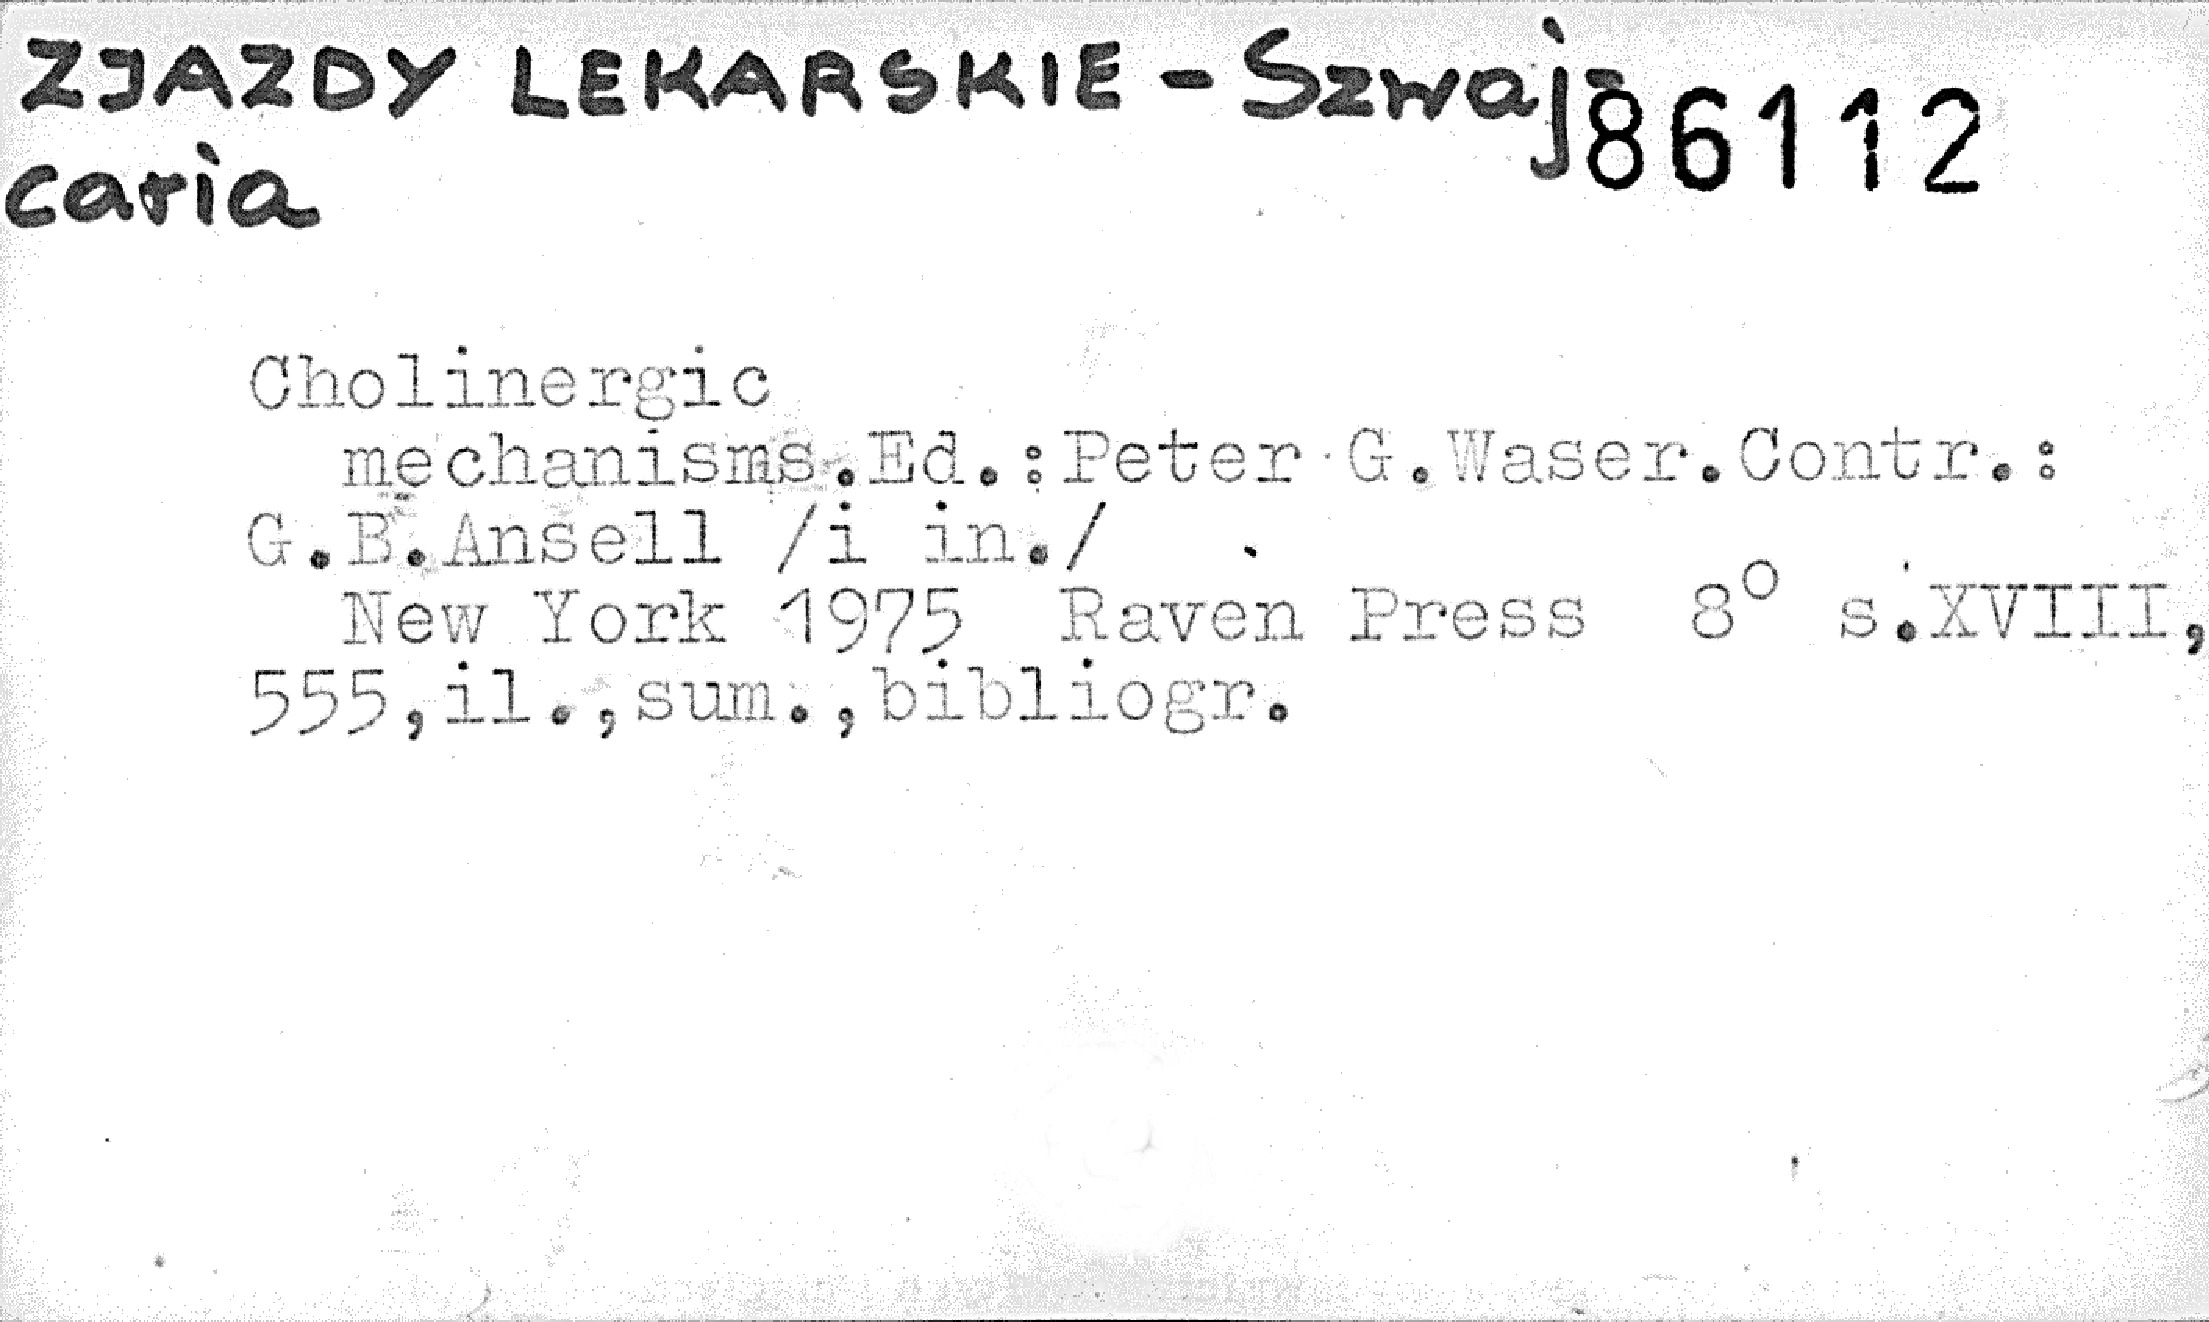 ZJAZDY LEKARSKIE - Szwaj-
86112
caria
Cholinergic
mechanisms.Ed.:Peter G.Waser.Contr.:
G.B.Ansell /i in./
New York 1975 Raven Press 8° s.XVIII,
555,il.,sum.,bibliogr.